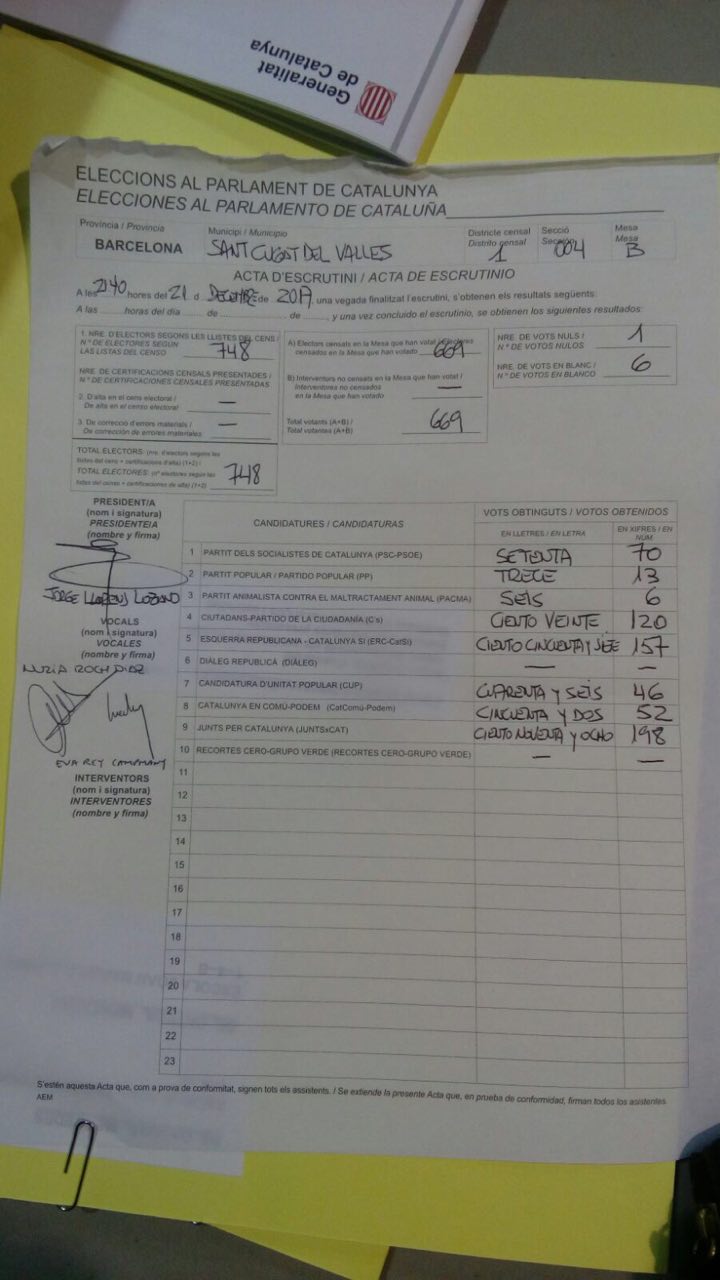 Generalitat
de Catalunya
ELECCIONS AL PARLAMENT DE CATALUNYA
ELECCIONES AL PARLAMENTO DE CATALUÑA
Província / Provincia
BARCELONA
Municipi / Municipio
SANT CUGAT DEL VALLES
Districte censal
Distrito censal
1
Secció
Sección
004
Mesa
Mesa
B
ACTA D'ESCRUTINI / ACTA DE ESCRUTINIO
A les 2140 hores del 21 d DECEMBRE de 2017, una vegada finalitzat l'escrutini, s'obtenen els resultats següents:
A las ........ horas del día ........ de ........ de ........, y una vez concluido el escrutinio, se obtienen los siguientes resultados:
1. NRE. D'ELECTORS SEGONS LES LLISTES DEL CENS /
N.º DE ELECTORES SEGÚN
LAS LISTAS DEL CENSO
748
NRE. DE CERTIFICACIONS CENSALS PRESENTADES /
N.º DE CERTIFICACIONES CENSALES PRESENTADAS
2. D'alta en el cens electoral /
De alta en el censo electoral
—
3. De correcció d'errors materials /
De corrección de errores materiales
—
TOTAL ELECTORS: (nre. d'electors segons les
llistes del cens + certificacions d'alta) (1+2) /
TOTAL ELECTORES: (nº electores según las
listas del censo + certificaciones de alta) (1+2)
748
A) Electors censats en la Mesa que han votat / Electores
censados en la Mesa que han votado
669
B) Interventors no censats en la Mesa que han votat /
Interventores no censados
en la Mesa que han votado
—
Total votants (A+B) /
Total votantes (A+B)
669
NRE. DE VOTS NULS /
N.º DE VOTOS NULOS
1
NRE. DE VOTS EN BLANC /
N.º DE VOTOS EN BLANCO
6
PRESIDENT/A
(nom i signatura)
PRESIDENTE/A
(nombre y firma)
JORGE LLORENS LOZANO
VOCALS
(nom i signatura)
VOCALES
(nombre y firma)
NURIA ROCH DIAZ
EVA REY CAMPMANY
INTERVENTORS
(nom i signatura)
INTERVENTORES
(nombre y firma)
CANDIDATURES / CANDIDATURAS
VOTS OBTINGUTS / VOTOS OBTENIDOS
EN LLETRES / EN LETRA
EN XIFRES / EN NÚM
1 PARTIT DELS SOCIALISTES DE CATALUNYA (PSC-PSOE) SETENTA 70
2 PARTIT POPULAR / PARTIDO POPULAR (PP) TRECE 13
3 PARTIT ANIMALISTA CONTRA EL MALTRACTAMENT ANIMAL (PACMA) SEIS 6
4 CIUTADANS-PARTIDO DE LA CIUDADANÍA (C's) CIENTO VEINTE 120
5 ESQUERRA REPUBLICANA - CATALUNYA SÍ (ERC-CatSí) CIENTO CINCUENTA Y SIETE 157
6 DIÀLEG REPUBLICÀ (DIÀLEG) — —
7 CANDIDATURA D'UNITAT POPULAR (CUP) CUARENTA Y SEIS 46
8 CATALUNYA EN COMÚ-PODEM (CatComú-Podem) CINCUENTA Y DOS 52
9 JUNTS PER CATALUNYA (JUNTSxCAT) CIENTO NOVENTA Y OCHO 198
10 RECORTES CERO-GRUPO VERDE (RECORTES CERO-GRUPO VERDE) — —
11
12
13
14
15
16
17
18
19
20
21
22
23
S'estén aquesta Acta que, com a prova de conformitat, signen tots els assistents. / Se extiende la presente Acta que, en prueba de conformidad, firman todos los asistentes.
AEM